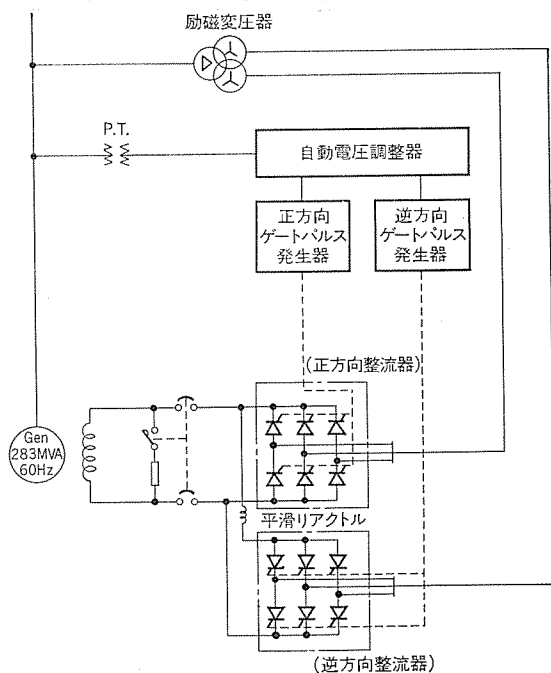 励磁変圧器
P.T.
自動電圧調整器
正方向
ゲートパルス
発生器
逆方向
ゲートパルス
発生器
(正方向整流器)
Gen
283MVA
60Hz
平滑リアクトル
(逆方向整流器)